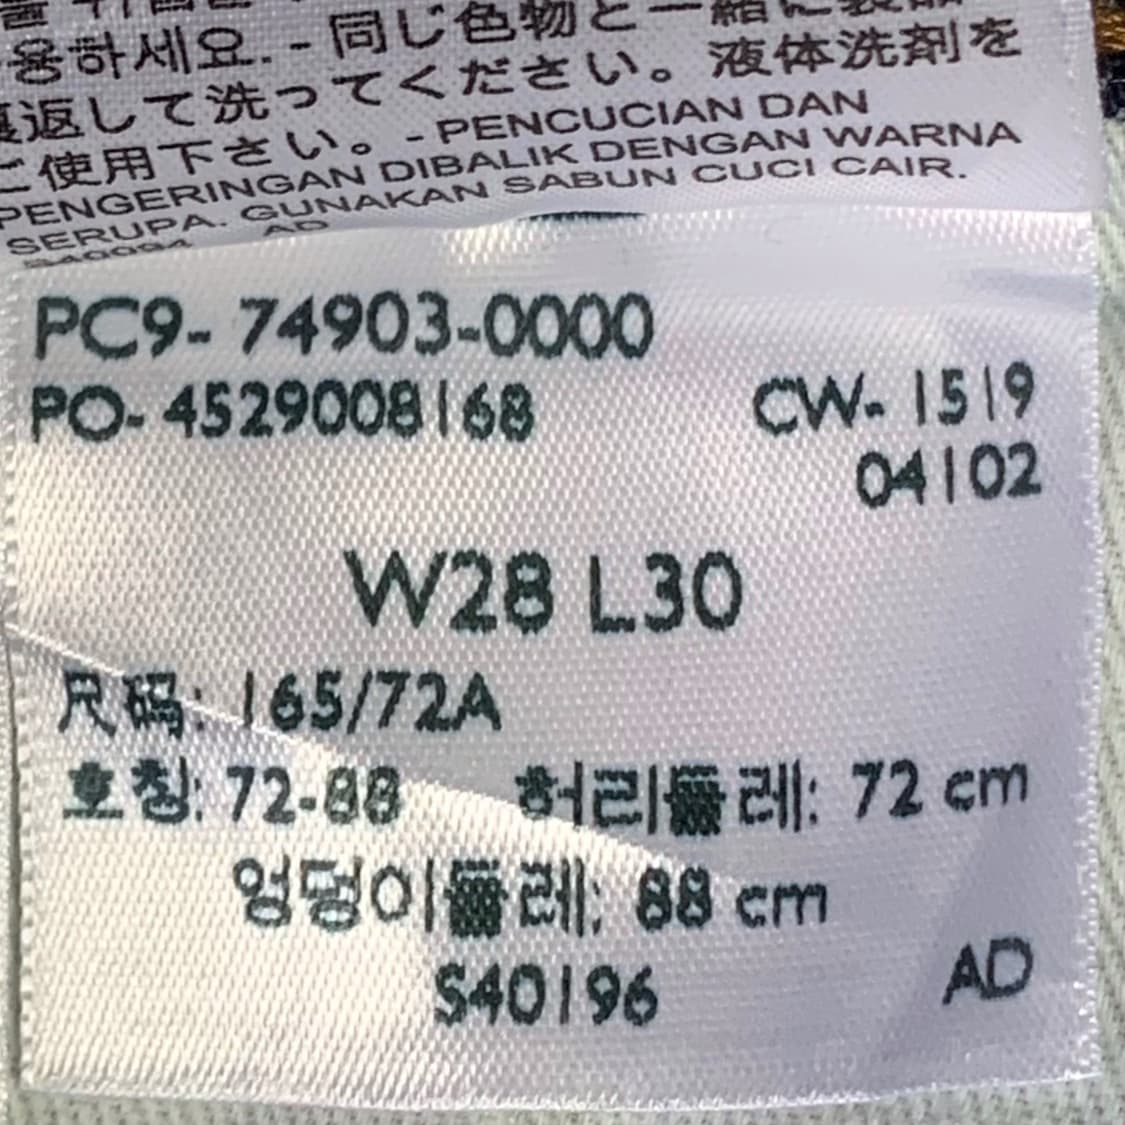 용하세요. - 同じ色物と一緒に
裏返して洗ってください。液体洗剤を
ご使用下さい。 - PENCUCIAN DAN
PENGERINGAN DIBALIK DENGAN WARNA
SERUPA. GUNAKAN SABUN CUCI CAIR.
AD
PC9- 74903-0000
PO- 4529008168 CW- 1519
04102
W28 L30
尺码: 165/72A
호칭: 72-88 허리둘레: 72 cm
엉덩이둘레: 88 cm
S40196 AD